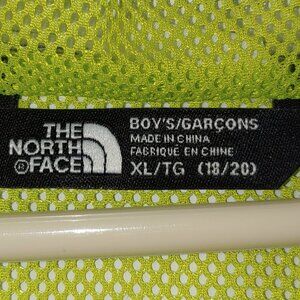 THE
NORTH
FACE
®
BOY'S/GARÇONS
MADE IN CHINA
FABRIQUÉ EN CHINE
XL/TG (18/20)